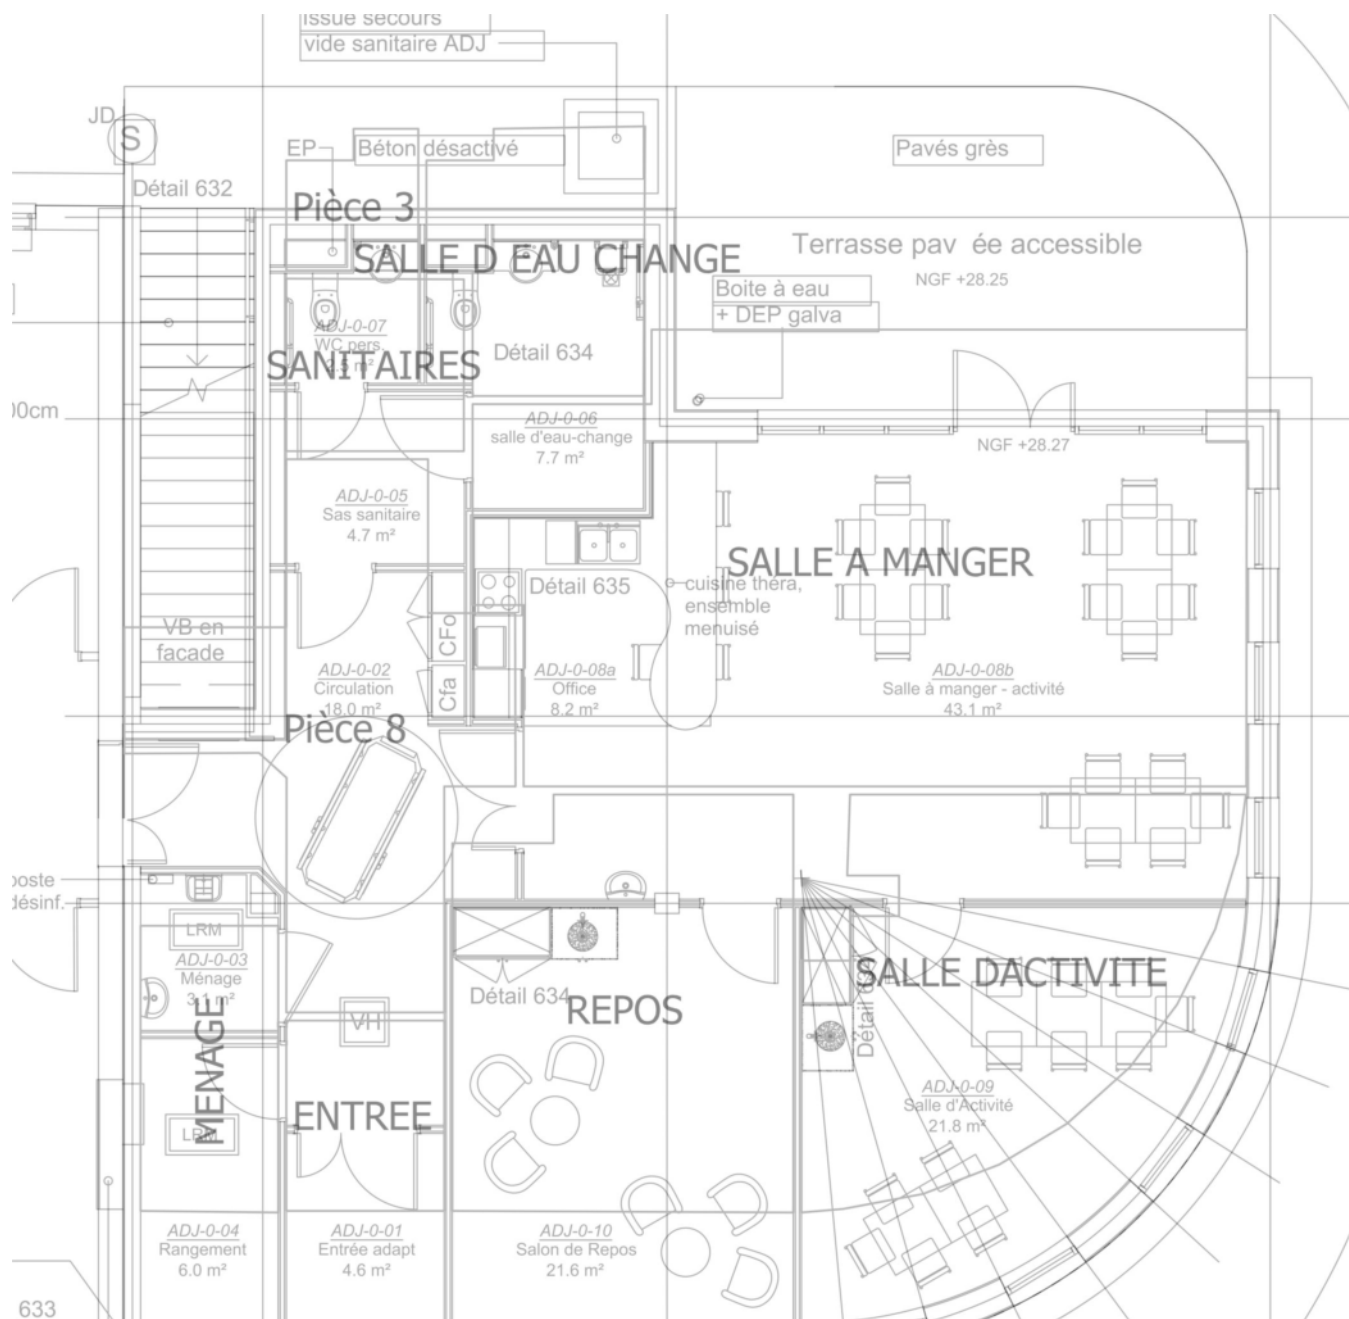 Issue secours
vide sanitaire ADJ
JD
S
EP
Béton désactivé
Pavés grès
Détail 632
Pièce 3
SALLE D EAU CHANGE
Terrasse pav ée accessible
NGF +28.25
Boite à eau
+ DEP galva
ADJ-0-07
WC pers.
2.5 m²
SANITAIRES
Détail 634
00cm
ADJ-0-06
salle d'eau-change
7.7 m²
NGF +28.27
ADJ-0-05
Sas sanitaire
4.7 m²
SALLE A MANGER
Détail 635
cuisine théra,
ensemble
menuisé
VB en
facade
CFo
Cfa
ADJ-0-02
Circulation
18.0 m²
ADJ-0-08a
Office
8.2 m²
ADJ-0-08b
Salle à manger - activité
43.1 m²
Pièce 8
poste
désinf.
LRM
ADJ-0-03
Ménage
3.1 m²
MENAGE
VH
Détail 634
REPOS
SALLE DACTIVITE
ADJ-0-09
Salle d'Activité
21.8 m²
LRM
ENTREE
ADJ-0-04
Rangement
6.0 m²
ADJ-0-01
Entrée adapt
4.6 m²
ADJ-0-10
Salon de Repos
21.6 m²
633